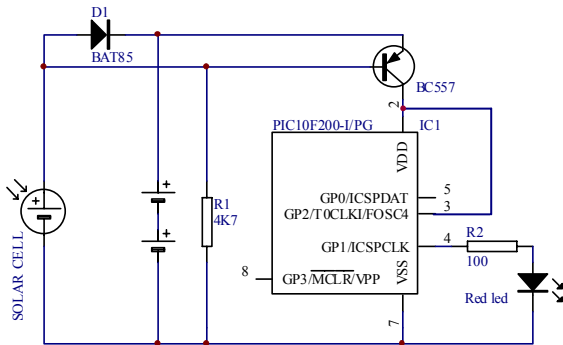 D1
BAT85
BC557
2
PIC10F200-I/PG
IC1
VDD
GP0/ICSPDAT
5
GP2/T0CLKI/FOSC4
3
R1
4K7
GP1/ICSPCLK
4
R2
100
8
GP3/MCLR/VPP
VSS
7
Red led
SOLAR CELL
+
+
+